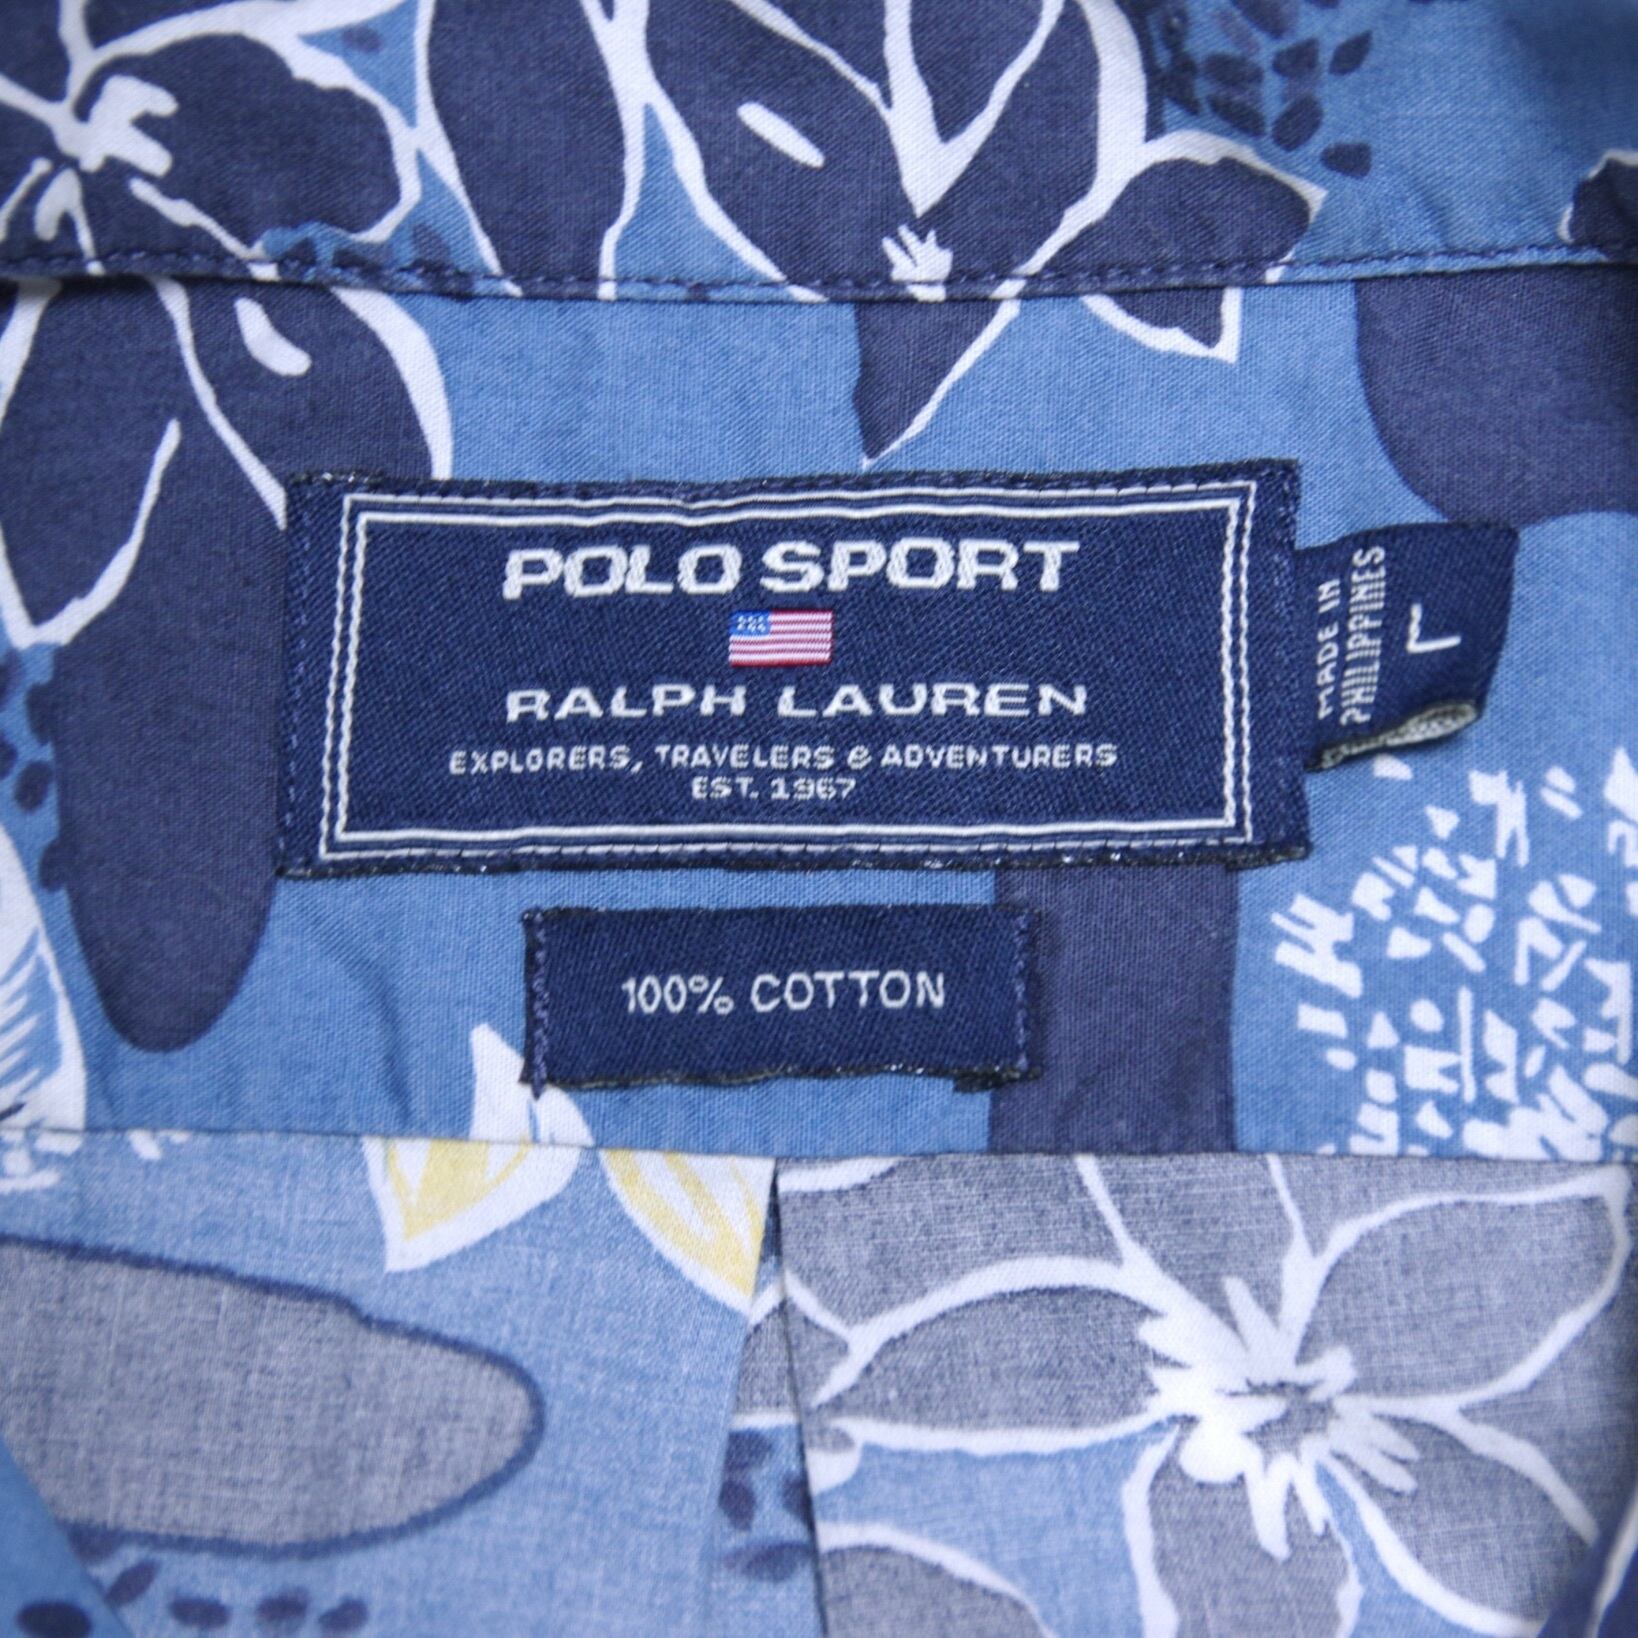 POLO SPORT
RALPH LAUREN
EXPLORERS, TRAVELERS & ADVENTURERS
EST. 1967
MADE IN
PHILIPPINES
L
100% COTTON